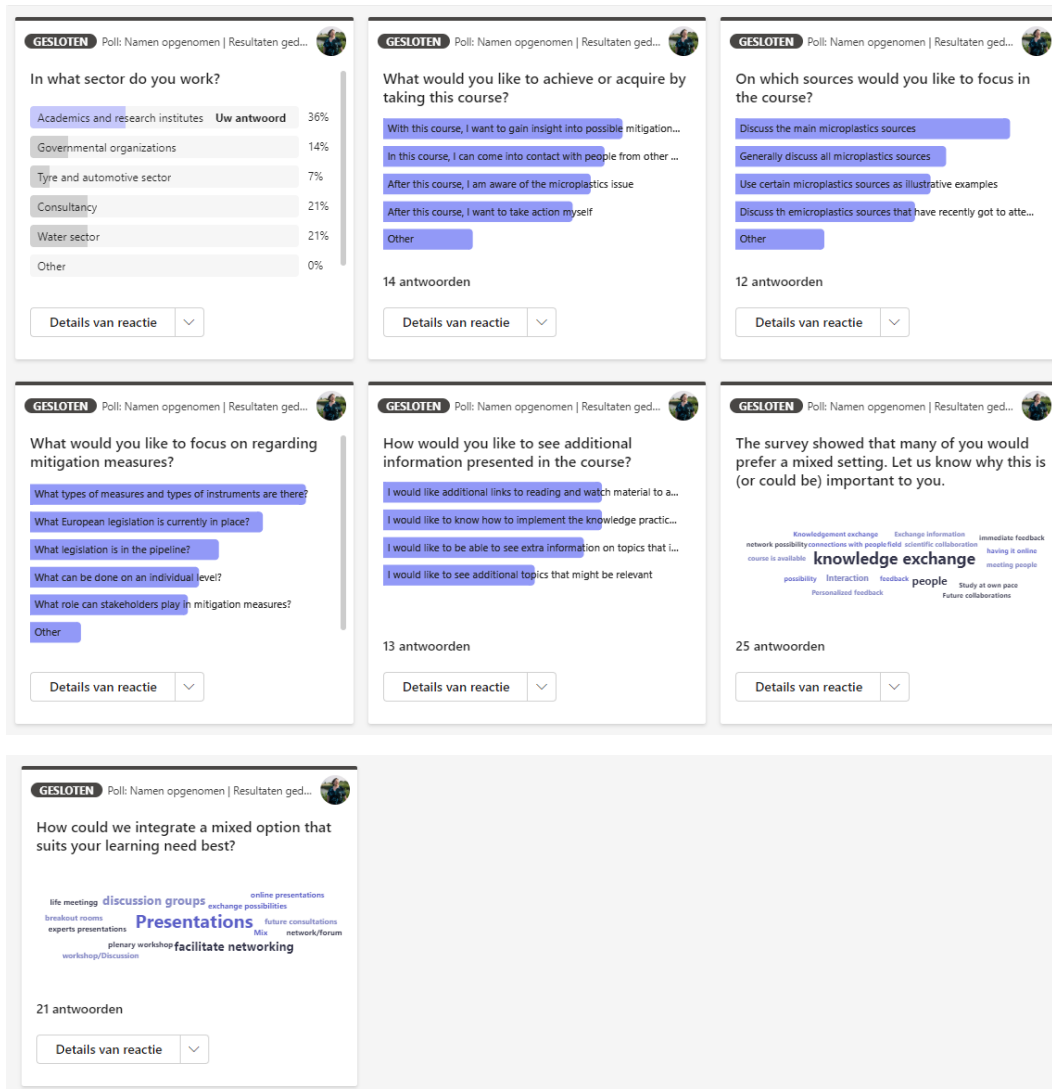 GESLOTEN Poll: Namen opgenomen | Resultaten ged...
In what sector do you work?
Academics and research institutes Uw antwoord 36%
Governmental organizations 14%
Tyre and automotive sector 7%
Consultancy 21%
Water sector 21%
Other 0%
Details van reactie
GESLOTEN Poll: Namen opgenomen | Resultaten ged...
What would you like to achieve or acquire by
taking this course?
With this course, I want to gain insight into possible mitigation...
In this course, I can come into contact with people from other ...
After this course, I am aware of the microplastics issue
After this course, I want to take action myself
Other
14 antwoorden
Details van reactie
GESLOTEN Poll: Namen opgenomen | Resultaten ged...
On which sources would you like to focus in
the course?
Discuss the main microplastics sources
Generally discuss all microplastics sources
Use certain microplastics sources as illustrative examples
Discuss th emicroplastics sources that have recently got to atte...
Other
12 antwoorden
Details van reactie
GESLOTEN Poll: Namen opgenomen | Resultaten ged...
What would you like to focus on regarding
mitigation measures?
What types of measures and types of instruments are there?
What European legislation is currently in place?
What legislation is in the pipeline?
What can be done on an individual level?
What role can stakeholders play in mitigation measures?
Other
Details van reactie
GESLOTEN Poll: Namen opgenomen | Resultaten ged...
How would you like to see additional
information presented in the course?
I would like additional links to reading and watch material to a...
I would like to know how to implement the knowledge practic...
I would like to be able to see extra information on topics that i...
I would like to see additional topics that might be relevant
13 antwoorden
Details van reactie
GESLOTEN Poll: Namen opgenomen | Resultaten ged...
The survey showed that many of you would
prefer a mixed setting. Let us know why this is
(or could be) important to you.
Knowledgement exchange Exchange information
network possibility connections with people field scientific collaboration immediate feedback
course is available knowledge exchange having it online
meeting people
possibility Interaction feedback people Study at own pace
Personalized feedback Future collaborations
25 antwoorden
Details van reactie
GESLOTEN Poll: Namen opgenomen | Resultaten ged...
How could we integrate a mixed option that
suits your learning need best?
online presentations
life meetingg discussion groups exchange possibilities
breakout rooms Presentations future consultations
experts presentations Mix network/forum
plenary workshop facilitate networking
workshop/Discussion
21 antwoorden
Details van reactie